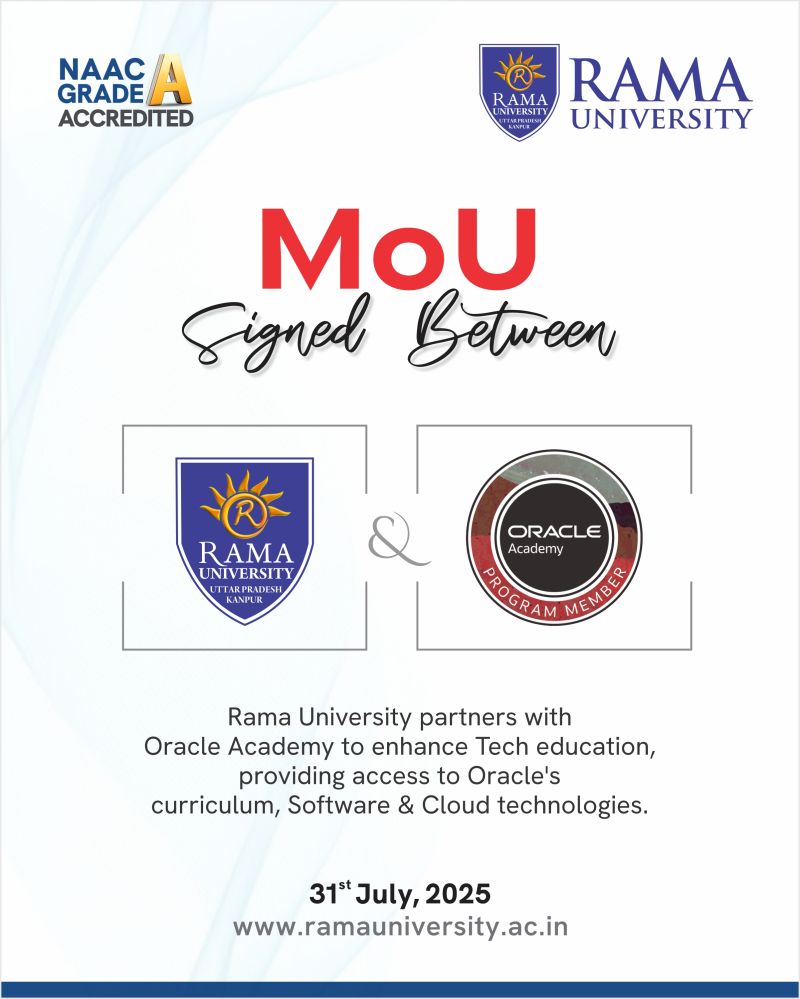 NAAC
GRADE A
ACCREDITED
R
RAMA
UNIVERSITY
UTTAR PRADESH
KANPUR
RAMA
UNIVERSITY
MoU
Signed Between
R
RAMA
UNIVERSITY
UTTAR PRADESH
KANPUR
&
ORACLE
Academy
PROGRAM MEMBER
Rama University partners with
Oracle Academy to enhance Tech education,
providing access to Oracle's
curriculum, Software & Cloud technologies.
31st July, 2025
www.ramauniversity.ac.in